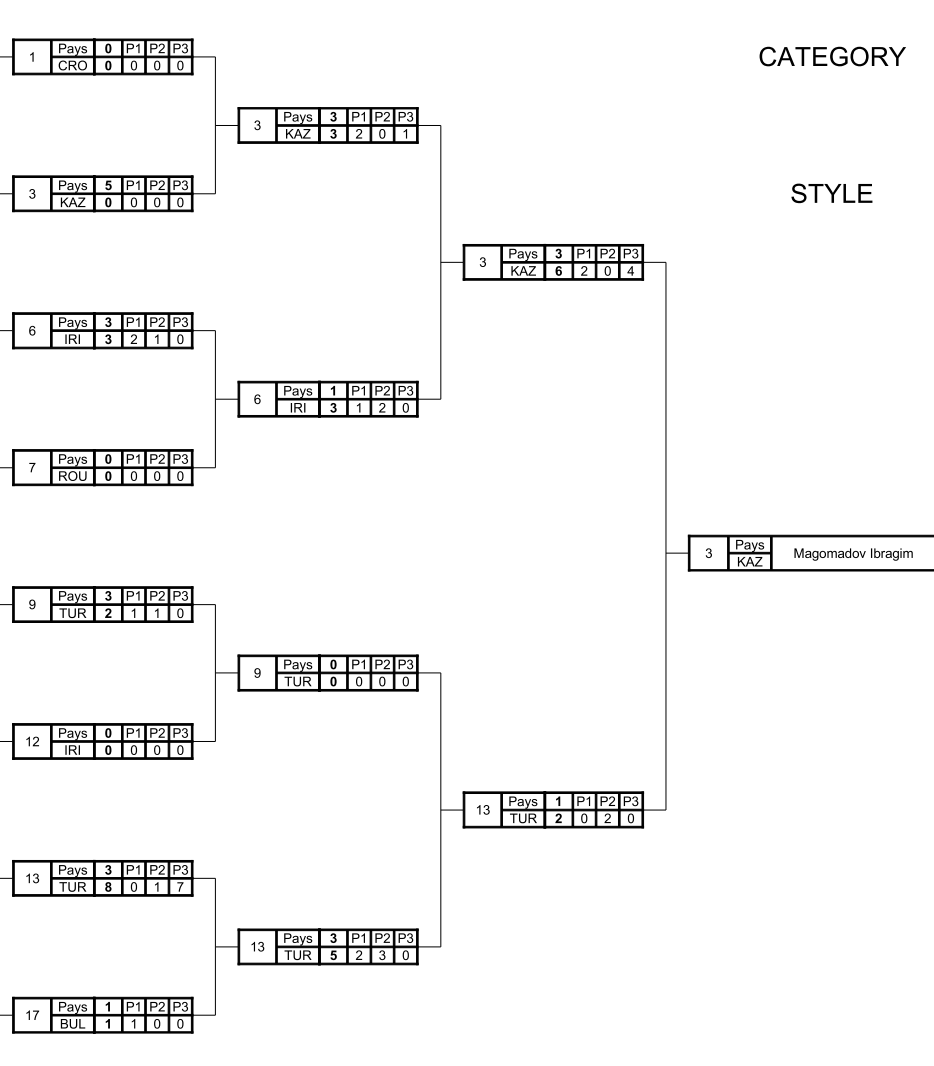 CATEGORY
STYLE
1 Pays 0 P1 P2 P3
CRO 0 0 0 0
3 Pays 5 P1 P2 P3
KAZ 0 0 0 0
6 Pays 3 P1 P2 P3
IRI 3 2 1 0
7 Pays 0 P1 P2 P3
ROU 0 0 0 0
9 Pays 3 P1 P2 P3
TUR 2 1 1 0
12 Pays 0 P1 P2 P3
IRI 0 0 0 0
13 Pays 3 P1 P2 P3
TUR 8 0 1 7
17 Pays 1 P1 P2 P3
BUL 1 1 0 0
3 Pays 3 P1 P2 P3
KAZ 3 2 0 1
6 Pays 1 P1 P2 P3
IRI 3 1 2 0
9 Pays 0 P1 P2 P3
TUR 0 0 0 0
13 Pays 3 P1 P2 P3
TUR 5 2 3 0
3 Pays 3 P1 P2 P3
KAZ 6 2 0 4
13 Pays 1 P1 P2 P3
TUR 2 0 2 0
3 Pays Magomadov Ibragim
KAZ